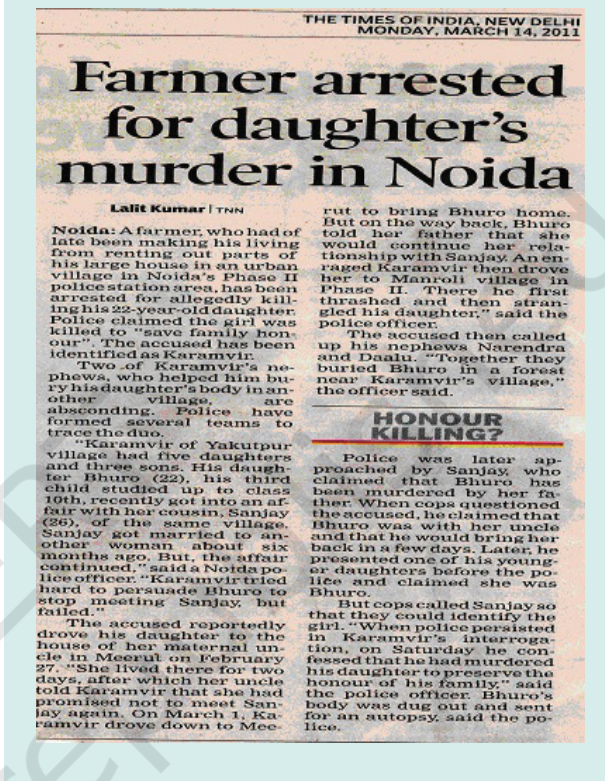 THE TIMES OF INDIA, NEW DELHI
MONDAY, MARCH 14, 2011
Farmer arrested
for daughter's
murder in Noida
Lalit Kumar | TNN
Noida: A farmer, who had of
late been making his living
from renting out parts of
his large house in an urban
village in Noida's Phase II
police station area, has been
arrested for allegedly kill-
ing his 22-year-old daughter.
Police claimed the girl was
killed to "save family hon-
our". The accused has been
identified as Karamvir.
Two of Karamvir's ne-
phews, who helped him bu-
ry his daughter's body in an-
other village, are
absconding. Police have
formed several teams to
trace the duo.
"Karamvir of Yakutpur
village had five daughters
and three sons. His daugh-
ter Bhuro (22), his third
child studied up to class
10th, recently got into an af-
fair with her cousin, Sanjay
(26), of the same village.
Sanjay got married to an-
other woman about six
months ago. But, the affair
continued," said a Noida po-
lice officer. "Karamvir tried
hard to persuade Bhuro to
stop meeting Sanjay, but
failed."
The accused reportedly
drove his daughter to the
house of her maternal un-
cle in Meerut on February
27. "She lived there for two
days, after which her uncle
told Karamvir that she had
promised not to meet San-
jay again. On March 1, Ka-
ramvir drove down to Mee-
rut to bring Bhuro home.
But on the way back, Bhuro
told her father that she
would continue her rela-
tionship with Sanjay. An en-
raged Karamvir then drove
her to Manroli village in
Phase II. There he first
thrashed and then stran-
gled his daughter," said the
police officer.
The accused then called
up his nephews Narendra
and Daalu. "Together they
buried Bhuro in a forest
near Karamvir's village,"
the officer said.
HONOUR
KILLING?
Police was later ap-
proached by Sanjay, who
claimed that Bhuro has
been murdered by her fa-
ther. When cops questioned
the accused, he claimed that
Bhuro was with her uncle
and that he would bring her
back in a few days. Later, he
presented one of his young-
er daughters before the po-
lice and claimed she was
Bhuro.
But cops called Sanjay so
that they could identify the
girl. "When police persisted
in Karamvir's interroga-
tion, on Saturday he con-
fessed that he had murdered
his daughter to preserve the
honour of his family," said
the police officer. Bhuro's
body was dug out and sent
for an autopsy, said the po-
lice.